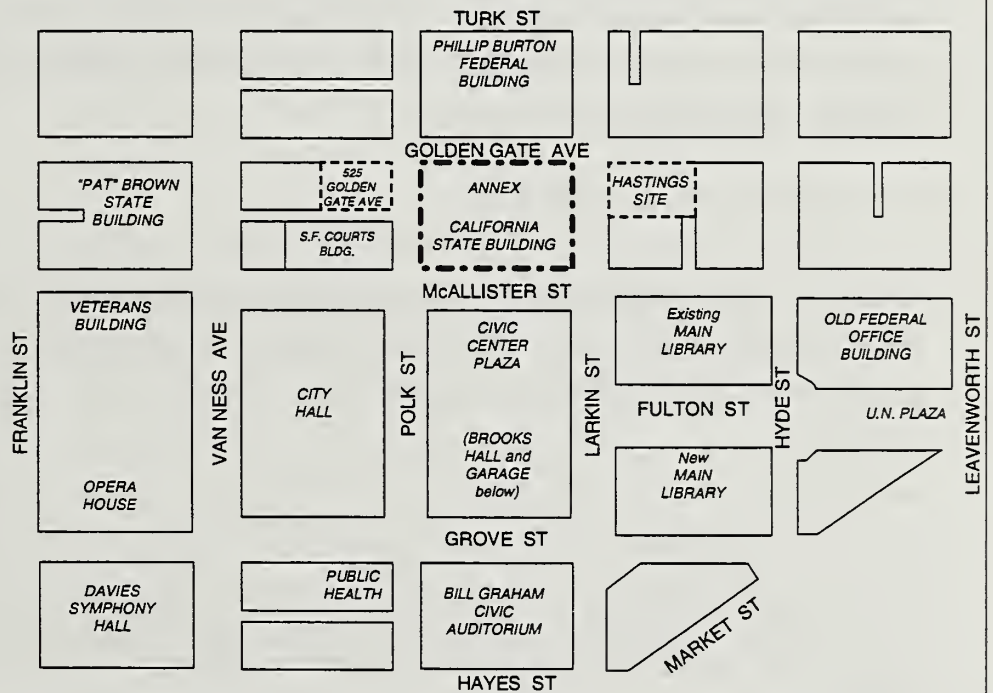 TURK ST
PHILLIP BURTON
FEDERAL
BUILDING
GOLDEN GATE AVE
"PAT" BROWN
STATE
BUILDING
525
GOLDEN
GATE AVE
S.F. COURTS
BLDG.
ANNEX
CALIFORNIA
STATE BUILDING
HASTINGS
SITE
McALLISTER ST
FRANKLIN ST
VETERANS
BUILDING
OPERA
HOUSE
VAN NESS AVE
CITY
HALL
POLK ST
CIVIC
CENTER
PLAZA
(BROOKS
HALL and
GARAGE
below)
LARKIN ST
Existing
MAIN
LIBRARY
FULTON ST
New
MAIN
LIBRARY
HYDE ST
OLD FEDERAL
OFFICE
BUILDING
U.N. PLAZA
LEAVENWORTH ST
GROVE ST
DAVIES
SYMPHONY
HALL
PUBLIC
HEALTH
BILL GRAHAM
CIVIC
AUDITORIUM
MARKET ST
HAYES ST